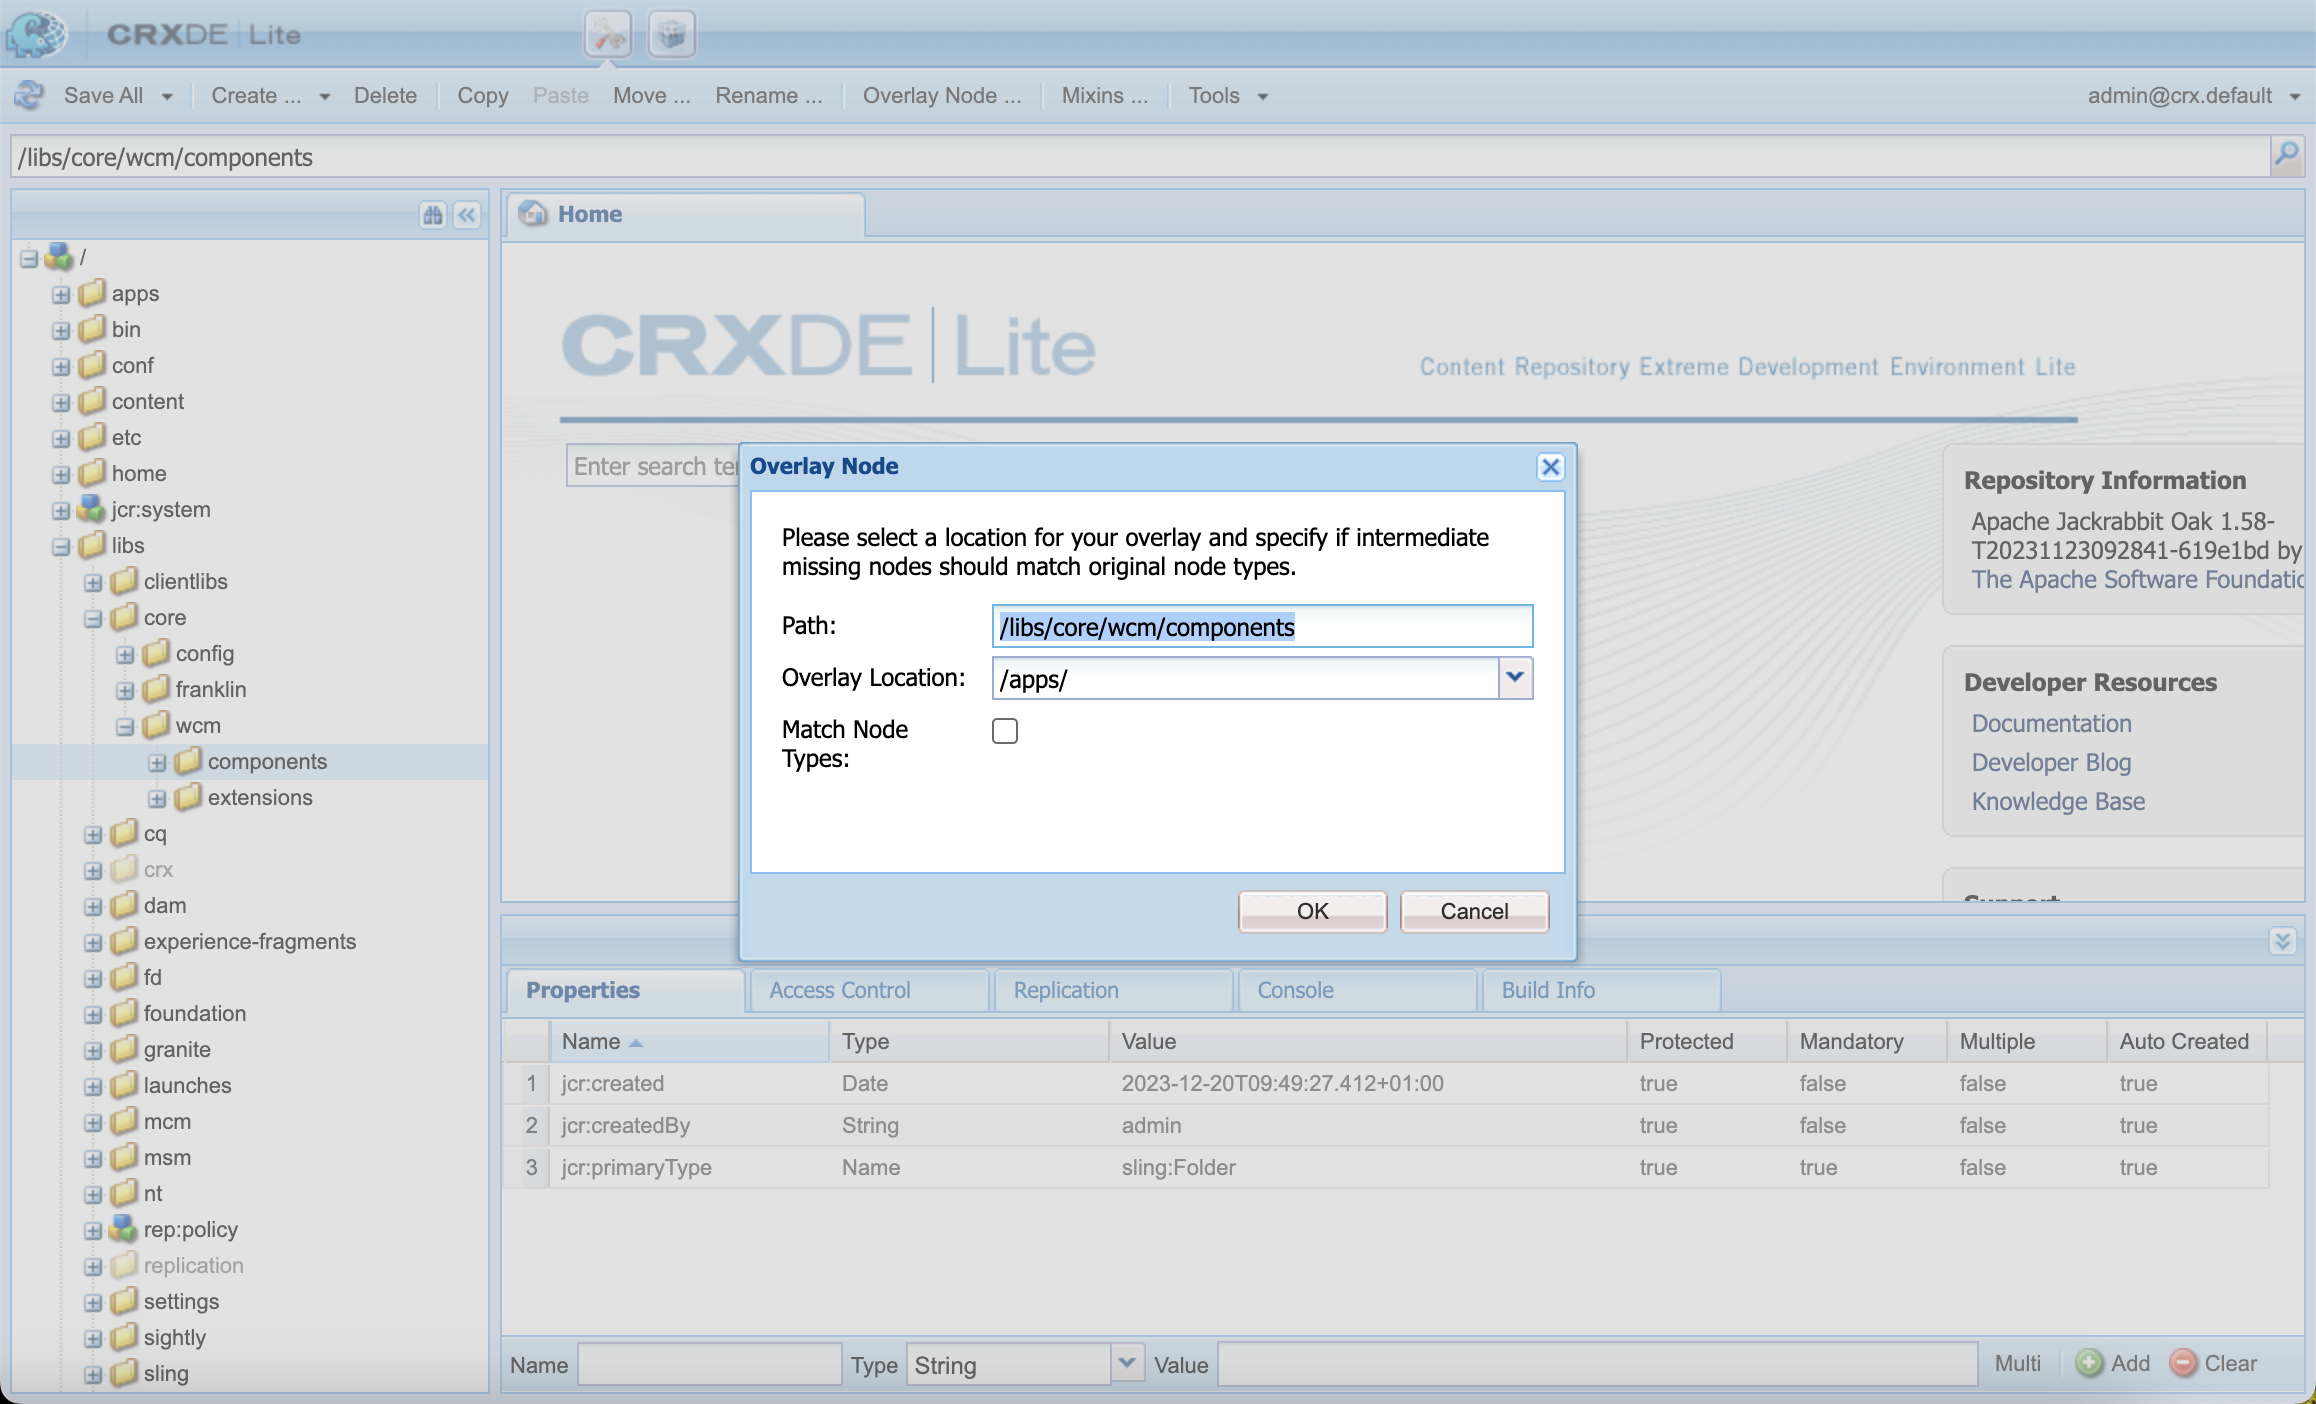 CRXDE | Lite
Save All Create ... Delete Copy Paste Move ... Rename ... Overlay Node ... Mixins ... Tools admin@crx.default
/libs/core/wcm/components
/
apps
bin
conf
content
etc
home
jcr:system
libs
clientlibs
core
config
franklin
wcm
components
extensions
cq
crx
dam
experience-fragments
fd
foundation
granite
launches
mcm
msm
nt
rep:policy
replication
settings
sightly
sling
Home
CRXDE | Lite
Content Repository Extreme Development Environment Lite
Enter search te
Repository Information
Apache Jackrabbit Oak 1.58-
T20231123092841-619e1bd by
The Apache Software Foundatio
Developer Resources
Documentation
Developer Blog
Knowledge Base
Support
Overlay Node
Please select a location for your overlay and specify if intermediate
missing nodes should match original node types.
Path: /libs/core/wcm/components
Overlay Location: /apps/
Match Node
Types:
OK Cancel
Properties Access Control Replication Console Build Info
Name Type Value Protected Mandatory Multiple Auto Created
1 jcr:created Date 2023-12-20T09:49:27.412+01:00 true false false true
2 jcr:createdBy String admin true false false true
3 jcr:primaryType Name sling:Folder true true false true
Name Type String Value Multi Add Clear